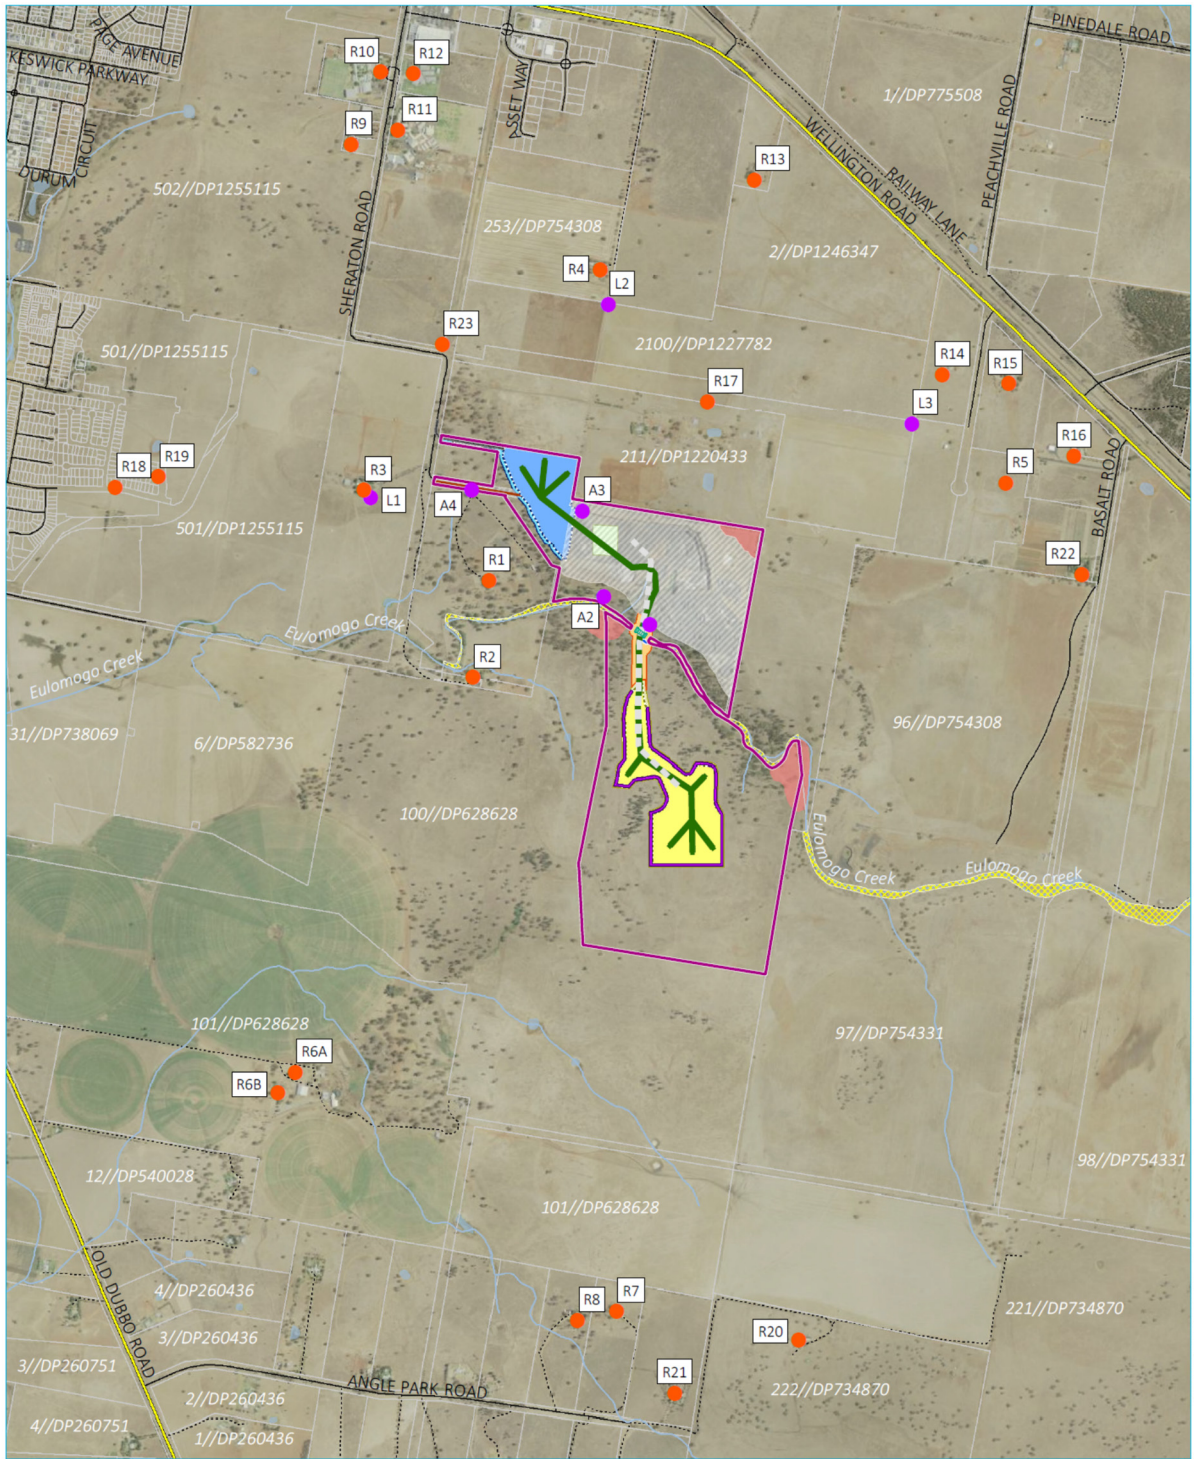 PINEDALE ROAD
PAGE AVENUE
KESWICK PARKWAY
R10
R12
SSET WAY
1//DP775508
PEACHVILLE ROAD
R11
R9
WELLINGTON ROAD
RAILWAY LANE
DURUM CIRCUIT
R13
502//DP1255115
253//DP754308
SHERATON ROAD
2//DP1246347
R4
L2
R23
501//DP1255115
2100//DP1227782
R14
R15
R17
L3
R16
211//DP1220433
R18
R19
R3
L1
R5
BASALT ROAD
A4
A3
501//DP1255115
R1
R22
A2
Eulomogo Creek
Eulomogo Creek
R2
31//DP738069
6//DP582736
96//DP754308
100//DP628628
Eulomogo Creek
Eulomogo Creek
101//DP628628
97//DP754331
R6A
R6B
12//DP540028
98//DP754331
101//DP628628
4//DP260436
OLD DUBBO ROAD
R8
R7
221//DP734870
3//DP260436
R20
3//DP260751
R21
ANGLE PARK ROAD
2//DP260436
222//DP734870
4//DP260751
1//DP260436